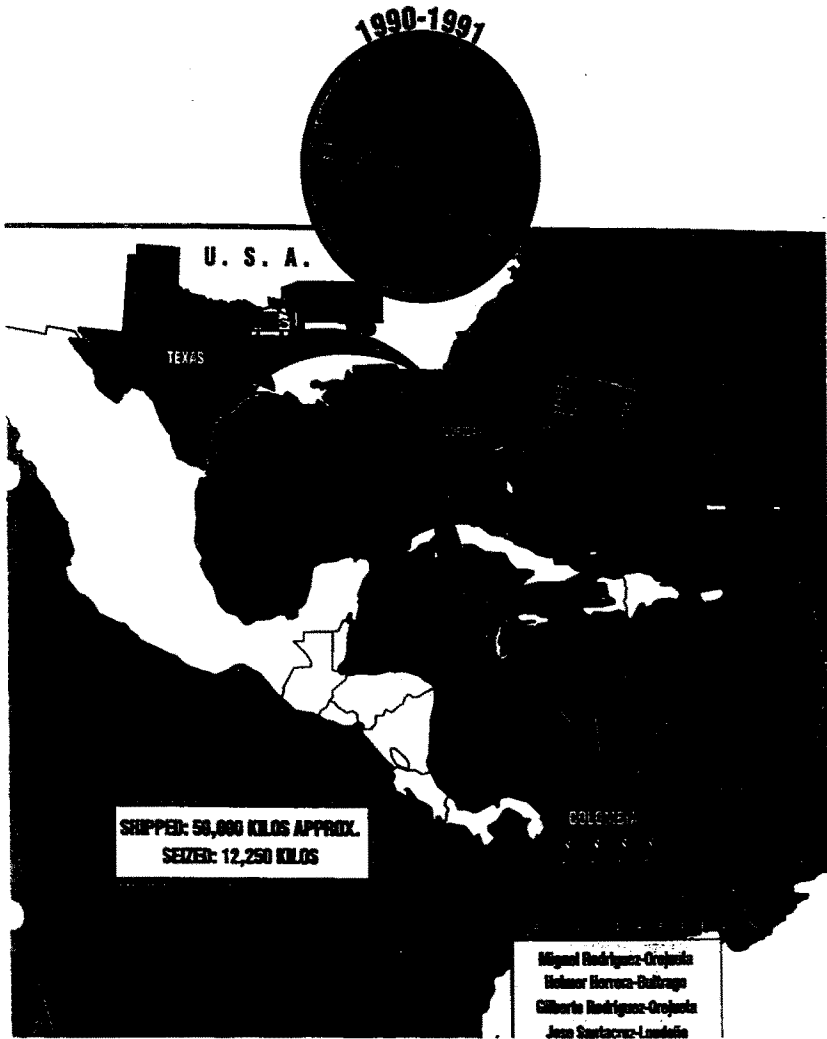 1990-1991
U. S. A.
TEXAS
COLOMBIA
SHIPPED: 50,000 KILOS APPROX.
SEIZED: 12,250 KILOS
Miguel Rodriguez-Orejuela
Helmer Herrera-Buitrago
Gilberto Rodriguez-Orejuela
Jose Santacruz-Londoño